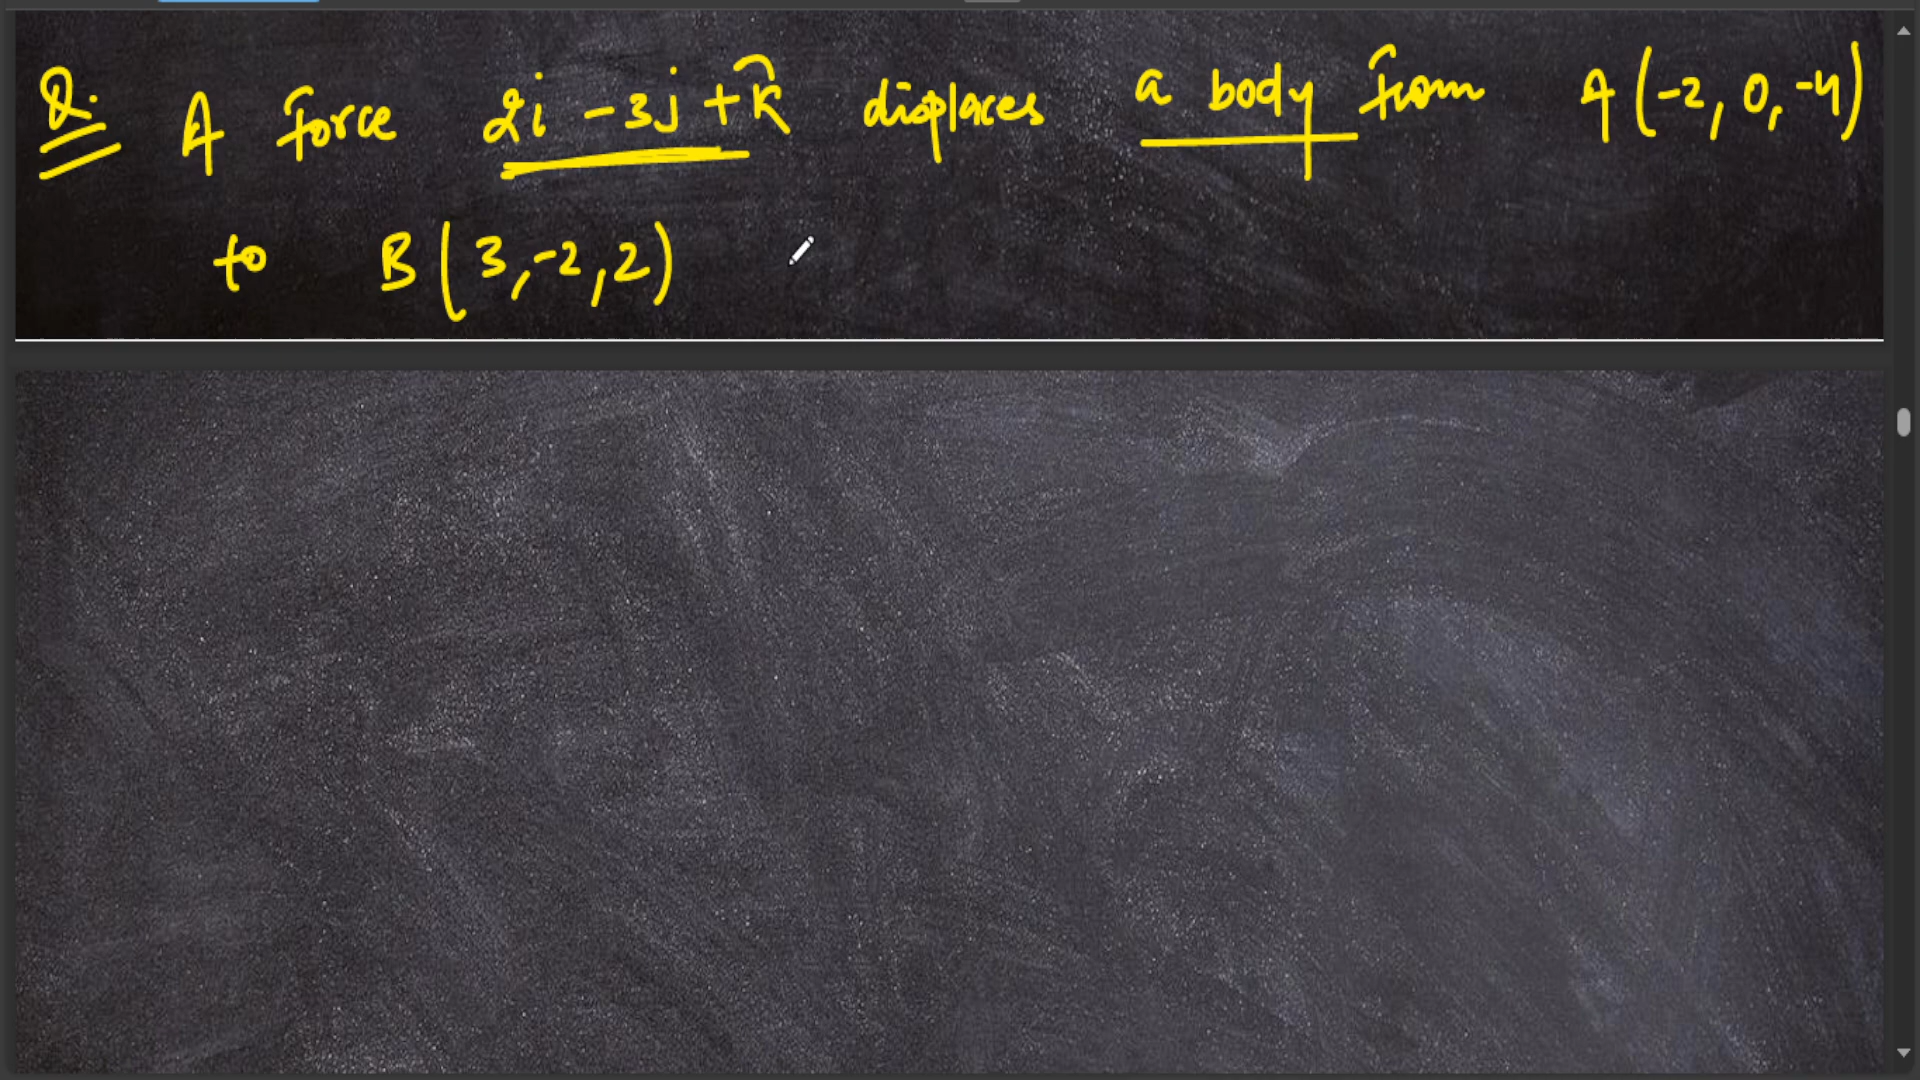 Q. A force 2i - 3j + k̂ displaces a body from A(-2, 0, -4)
to B(3, -2, 2)